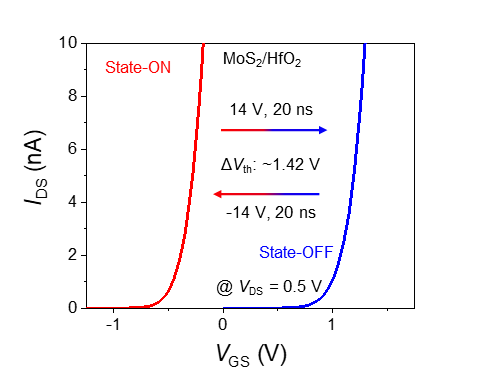 10
State-ON
MoS₂/HfO₂
8
14 V, 20 ns
6
ΔVth: ~1.42 V
4
-14 V, 20 ns
2
State-OFF
@ VDS = 0.5 V
0
-1 0 1
IDS (nA)
VGS (V)